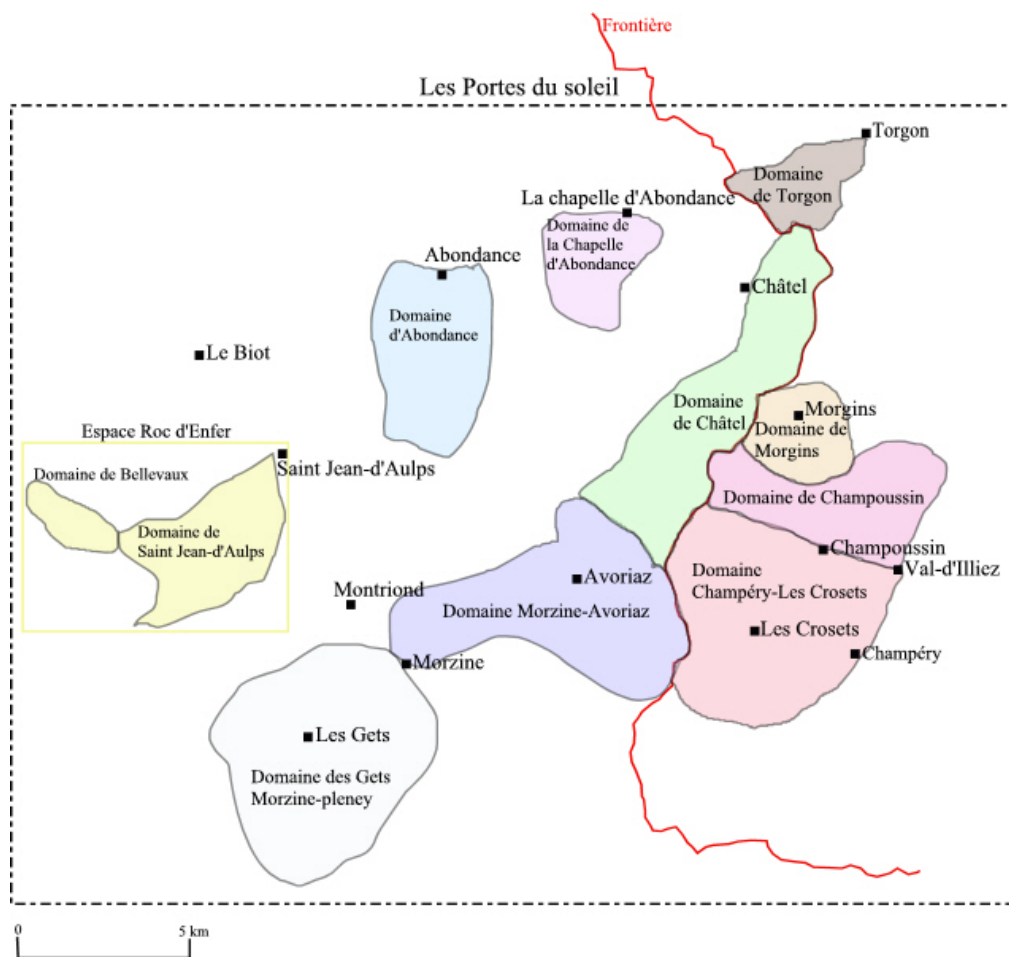 Frontière
Les Portes du soleil
Torgon
Domaine
de Torgon
La chapelle d'Abondance
Domaine de
la Chapelle
d'Abondance
Abondance
Châtel
Domaine
d'Abondance
Le Biot
Domaine
de Châtel
Morgins
Domaine de
Morgins
Espace Roc d'Enfer
Saint Jean-d'Aulps
Domaine de Bellevaux
Domaine de Champoussin
Domaine de
Saint Jean-d'Aulps
Champoussin
Val-d'Illiez
Domaine
Champéry-Les Crosets
Avoriaz
Montriond
Domaine Morzine-Avoriaz
Les Crosets
Champéry
Morzine
Les Gets
Domaine des Gets
Morzine-pleney
0
5 km